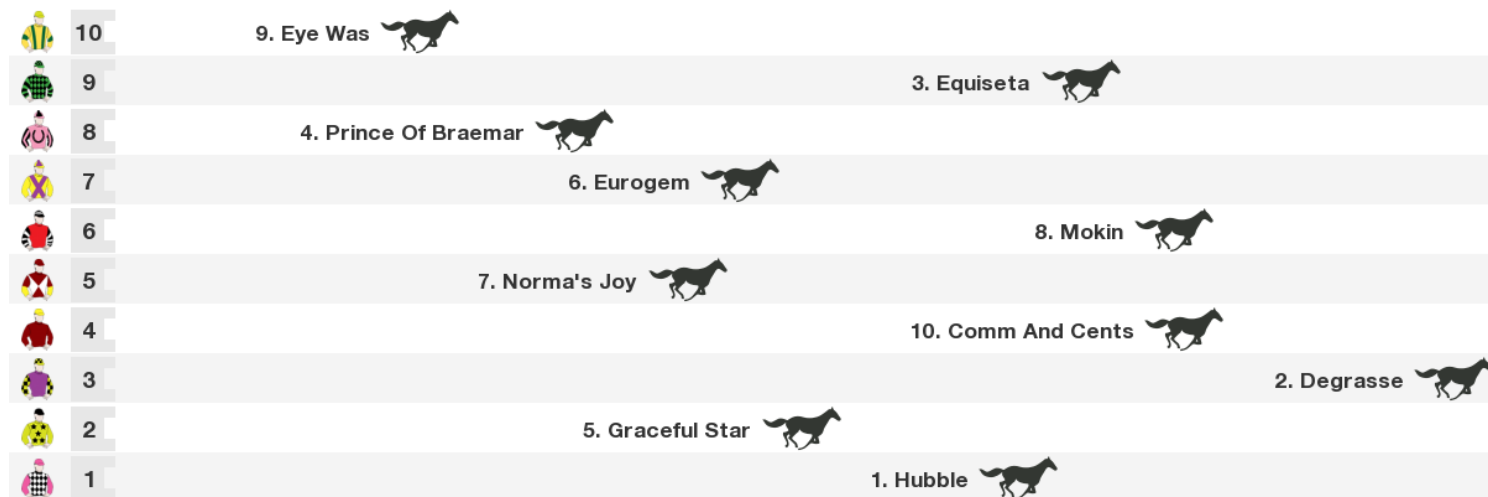 10 9. Eye Was
9 3. Equiseta
8 4. Prince Of Braemar
7 6. Eurogem
6 8. Mokin
5 7. Norma's Joy
4 10. Comm And Cents
3 2. Degrasse
2 5. Graceful Star
1 1. Hubble